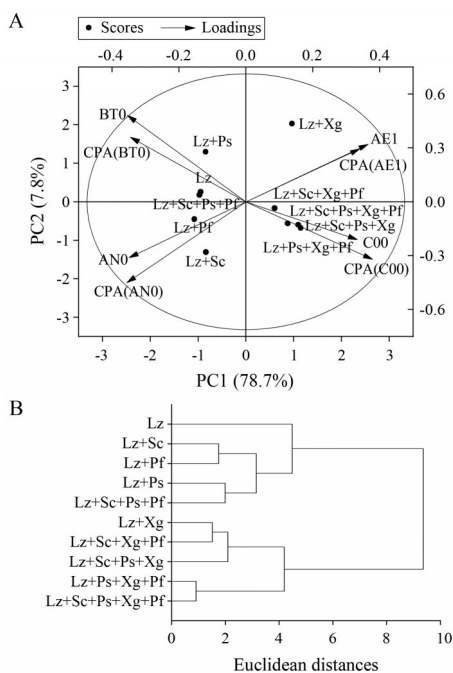 A
Scores Loadings
-0.4 -0.2 0.0 0.2 0.4
3
2
1
0
-1
-2
-3
PC2 (7.8%)
0.6
0.3
0.0
-0.3
-0.6
BT0
CPA(BT0)
Lz+Ps
Lz+Xg
AE1
CPA(AE1)
Lz
Lz+Sc+Ps+Pf
Lz+Pf
Lz+Sc+Xg+Pf
Lz+Sc+Ps+Xg+Pf
Lz+Sc+Ps+Xg
C00
Lz+Ps+Xg+Pf
CPA(C00)
AN0
Lz+Sc
CPA(AN0)
-3 -2 -1 0 1 2 3
PC1 (78.7%)
B
Lz
Lz+Sc
Lz+Pf
Lz+Ps
Lz+Sc+Ps+Pf
Lz+Xg
Lz+Sc+Xg+Pf
Lz+Sc+Ps+Xg
Lz+Ps+Xg+Pf
Lz+Sc+Ps+Xg+Pf
0 2 4 6 8 10
Euclidean distances